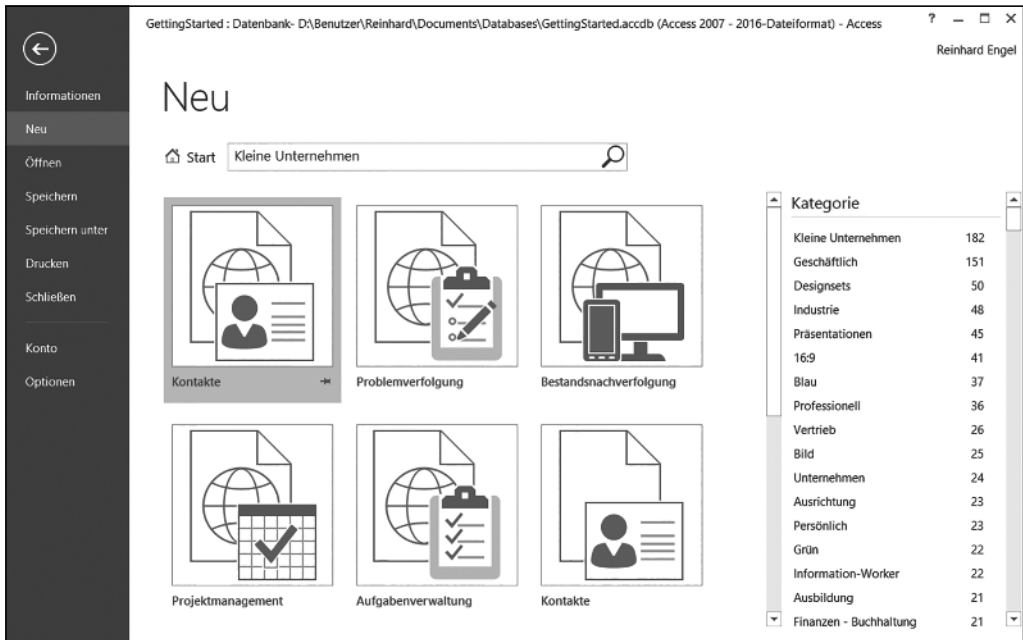 GettingStarted : Datenbank- D:\Benutzer\Reinhard\Documents\Databases\GettingStarted.accdb (Access 2007 - 2016-Dateiformat) - Access
?
Reinhard Engel
Informationen
Neu
Öffnen
Speichern
Speichern unter
Drucken
Schließen
Konto
Optionen
Neu
Start
Kleine Unternehmen
Kontakte
Problemverfolgung
Bestandsnachverfolgung
Projektmanagement
Aufgabenverwaltung
Kontakte
Kategorie
Kleine Unternehmen 182
Geschäftlich 151
Designsets 50
Industrie 48
Präsentationen 45
16:9 41
Blau 37
Professionell 36
Vertrieb 26
Bild 25
Unternehmen 24
Ausrichtung 23
Persönlich 23
Grün 22
Information-Worker 22
Ausbildung 21
Finanzen - Buchhaltung 21